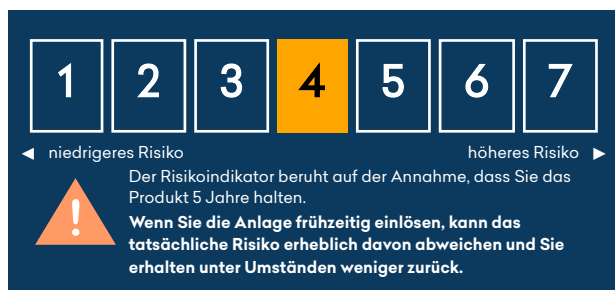 1 2 3 4 5 6 7
◄ niedrigeres Risiko höheres Risiko ►
Der Risikoindikator beruht auf der Annahme, dass Sie das
Produkt 5 Jahre halten.
!
Wenn Sie die Anlage frühzeitig einlösen, kann das
tatsächliche Risiko erheblich davon abweichen und Sie
erhalten unter Umständen weniger zurück.